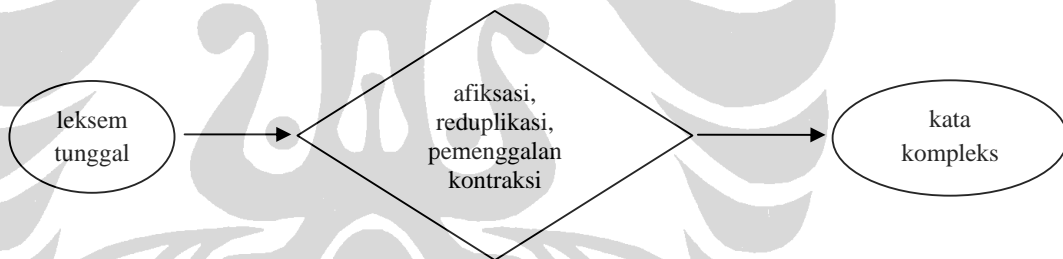 leksem
tunggal
afiksasi,
reduplikasi,
pemenggalan
kontraksi
kata
kompleks